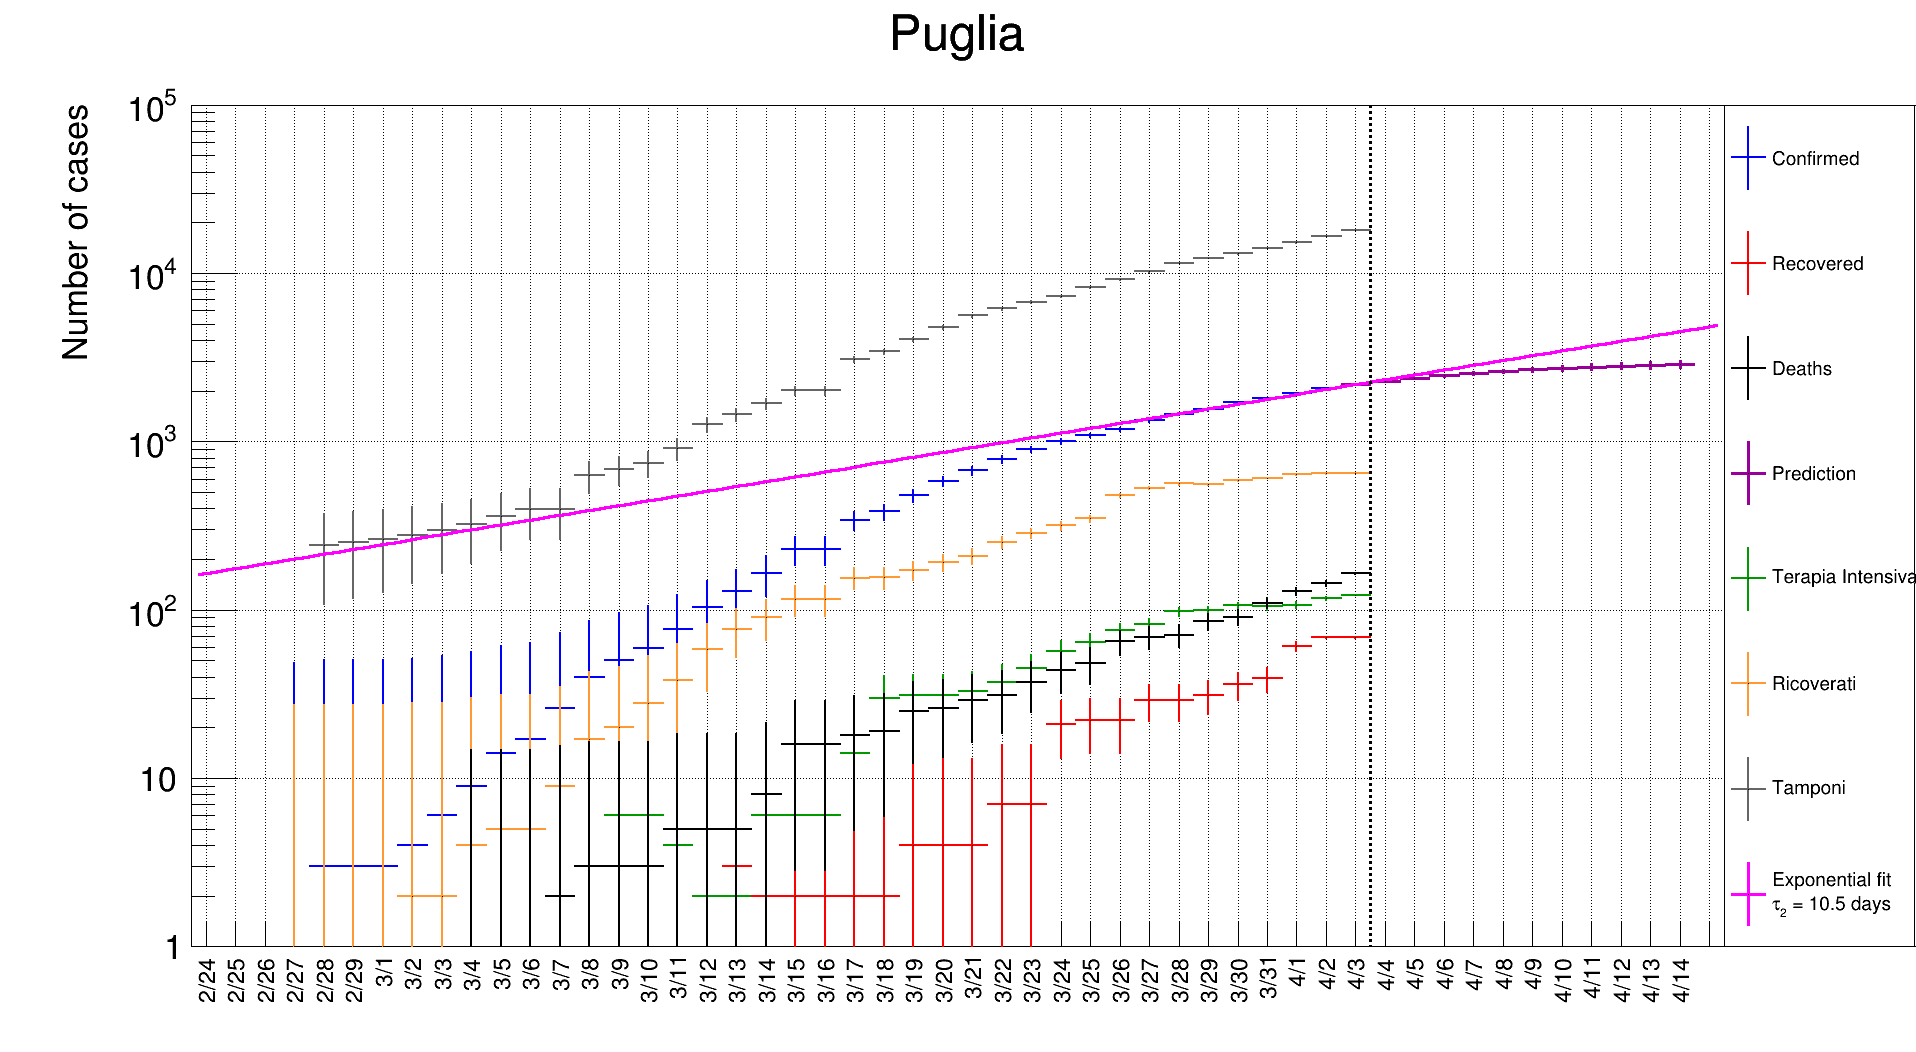 Puglia
Number of cases
10^5
10^4
10^3
10^2
10
1
2/24 2/25 2/26 2/27 2/28 2/29 3/1 3/2 3/3 3/4 3/5 3/6 3/7 3/8 3/9 3/10 3/11 3/12 3/13 3/14 3/15 3/16 3/17 3/18 3/19 3/20 3/21 3/22 3/23 3/24 3/25 3/26 3/27 3/28 3/29 3/30 3/31 4/1 4/2 4/3 4/4 4/5 4/6 4/7 4/8 4/9 4/10 4/11 4/12 4/13 4/14
Confirmed
Recovered
Deaths
Prediction
Terapia Intensiva
Ricoverati
Tamponi
Exponential fit
τ_2 = 10.5 days